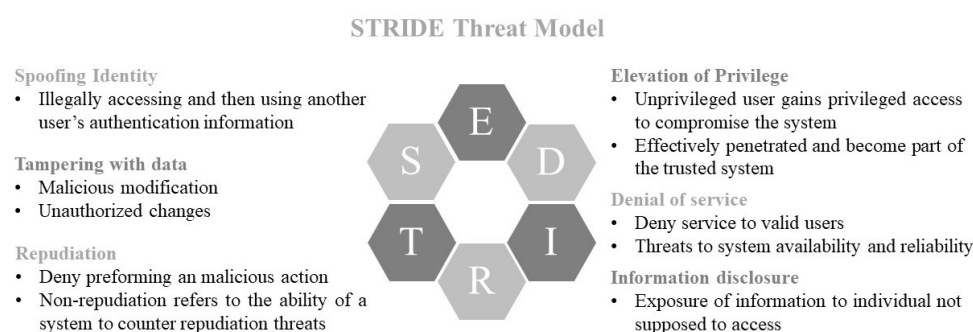 STRIDE Threat Model
Spoofing Identity
• Illegally accessing and then using another
user's authentication information
Tampering with data
• Malicious modification
• Unauthorized changes
Repudiation
• Deny preforming an malicious action
• Non-repudiation refers to the ability of a
system to counter repudiation threats
E
S
D
T
I
R
Elevation of Privilege
• Unprivileged user gains privileged access
to compromise the system
• Effectively penetrated and become part of
the trusted system
Denial of service
• Deny service to valid users
• Threats to system availability and reliability
Information disclosure
• Exposure of information to individual not
supposed to access